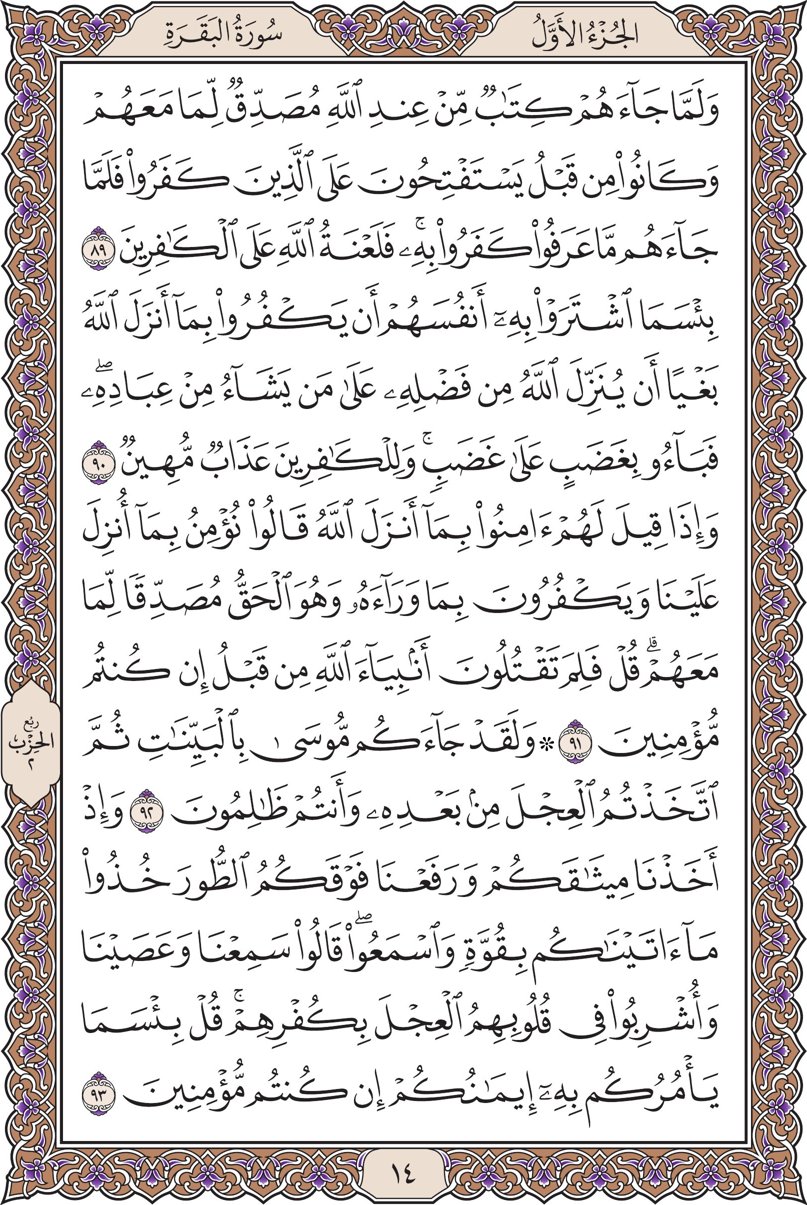 الجُزْءُ الأَوَّلُ
سُورَةُ البَقَرَةِ
وَلَمَّا جَآءَهُمْ كِتَٰبٌ مِّنْ عِندِ ٱللَّهِ مُصَدِّقٌ لِّمَا مَعَهُمْ
وَكَانُوا۟ مِن قَبْلُ يَسْتَفْتِحُونَ عَلَى ٱلَّذِينَ كَفَرُوا۟ فَلَمَّا
جَآءَهُم مَّا عَرَفُوا۟ كَفَرُوا۟ بِهِۦۚ فَلَعْنَةُ ٱللَّهِ عَلَى ٱلْكَٰفِرِينَ ٨٩
بِئْسَمَا ٱشْتَرَوْا۟ بِهِۦٓ أَنفُسَهُمْ أَن يَكْفُرُوا۟ بِمَآ أَنزَلَ ٱللَّهُ
بَغْيًا أَن يُنَزِّلَ ٱللَّهُ مِن فَضْلِهِۦ عَلَىٰ مَن يَشَآءُ مِنْ عِبَادِهِۦۖ
فَبَآءُو بِغَضَبٍ عَلَىٰ غَضَبٍۚ وَلِلْكَٰفِرِينَ عَذَابٌ مُّهِينٌ ٩٠
وَإِذَا قِيلَ لَهُمْ ءَامِنُوا۟ بِمَآ أَنزَلَ ٱللَّهُ قَالُوا۟ نُؤْمِنُ بِمَآ أُنزِلَ
عَلَيْنَا وَيَكْفُرُونَ بِمَا وَرَآءَهُۥ وَهُوَ ٱلْحَقُّ مُصَدِّقًا لِّمَا
مَعَهُمْۗ قُلْ فَلِمَ تَقْتُلُونَ أَنۢبِيَآءَ ٱللَّهِ مِن قَبْلُ إِن كُنتُم
مُّؤْمِنِينَ ٩١ ۞ وَلَقَدْ جَآءَكُم مُّوسَىٰ بِٱلْبَيِّنَٰتِ ثُمَّ
ٱتَّخَذْتُمُ ٱلْعِجْلَ مِنۢ بَعْدِهِۦ وَأَنتُمْ ظَٰلِمُونَ ٩٢ وَإِذْ
أَخَذْنَا مِيثَٰقَكُمْ وَرَفَعْنَا فَوْقَكُمُ ٱلطُّورَ خُذُوا۟
مَآ ءَاتَيْنَٰكُم بِقُوَّةٍ وَٱسْمَعُوا۟ۖ قَالُوا۟ سَمِعْنَا وَعَصَيْنَا
وَأُشْرِبُوا۟ فِى قُلُوبِهِمُ ٱلْعِجْلَ بِكُفْرِهِمْۚ قُلْ بِئْسَمَا
يَأْمُرُكُم بِهِۦٓ إِيمَٰنُكُمْ إِن كُنتُم مُّؤْمِنِينَ ٩٣
رُبُع
الحِزْب
٢
١٤